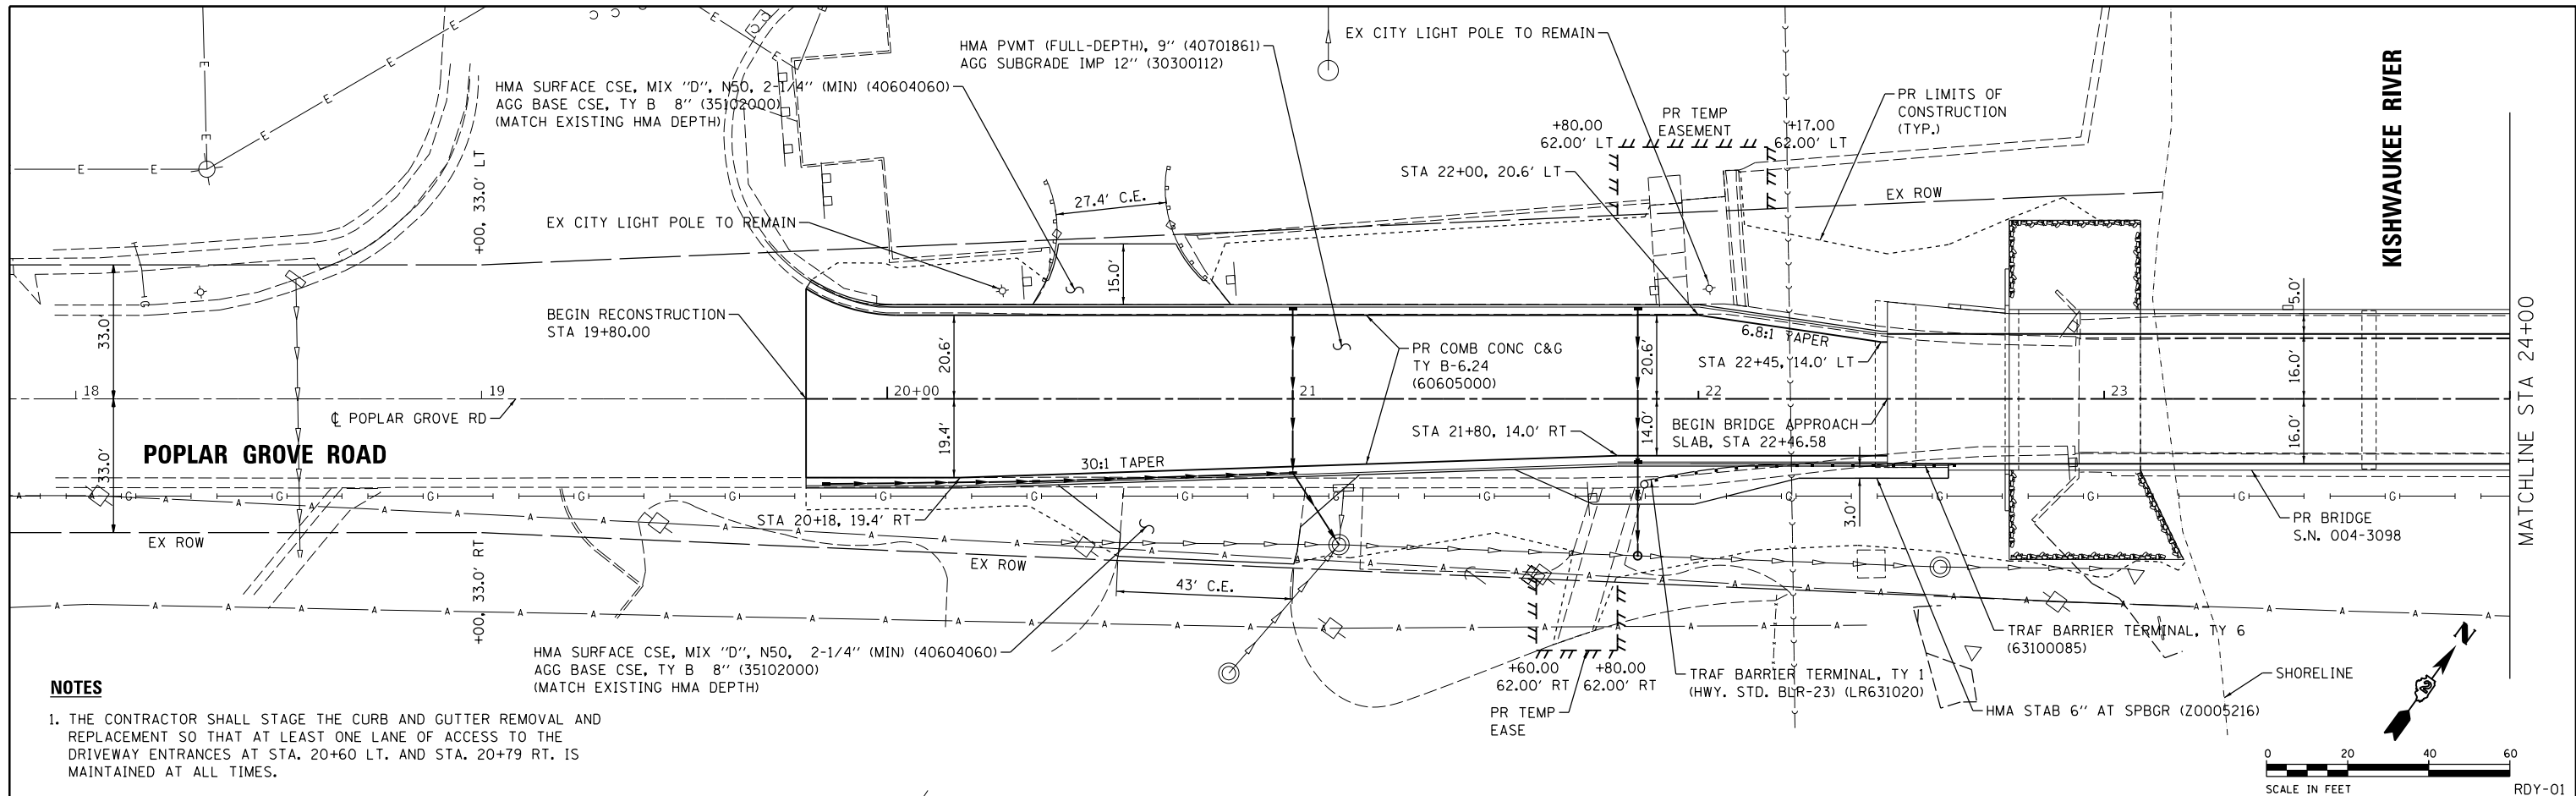 HMA PVMT (FULL-DEPTH), 9" (40701861)
AGG SUBGRADE IMP 12" (30300112)
EX CITY LIGHT POLE TO REMAIN
HMA SURFACE CSE, MIX "D", N50, 2-1/4" (MIN) (40604060)
AGG BASE CSE, TY B 8" (35102000)
(MATCH EXISTING HMA DEPTH)
PR LIMITS OF
CONSTRUCTION
(TYP.)
KISHWAUKEE RIVER
+80.00
62.00' LT
PR TEMP
EASEMENT
+17.00
62.00' LT
STA 22+00, 20.6' LT
+00, 33.0' LT
27.4' C.E.
EX ROW
EX CITY LIGHT POLE TO REMAIN
15.0'
BEGIN RECONSTRUCTION
STA 19+80.00
33.0'
20.6'
PR COMB CONC C&G
TY B-6.24
(60605000)
20.6'
6.8:1 TAPER
STA 22+45, 14.0' LT
5.0'
16.0'
MATCHLINE STA 24+00
18
19
20+00
21
22
23
℄ POPLAR GROVE RD
POPLAR GROVE ROAD
33.0'
19.4'
30:1 TAPER
STA 21+80, 14.0' RT
14.0'
BEGIN BRIDGE APPROACH
SLAB, STA 22+46.58
16.0'
STA 20+18, 19.4' RT
3.0'
PR BRIDGE
S.N. 004-3098
EX ROW
EX ROW
+00, 33.0' RT
43' C.E.
HMA SURFACE CSE, MIX "D", N50, 2-1/4" (MIN) (40604060)
AGG BASE CSE, TY B 8" (35102000)
(MATCH EXISTING HMA DEPTH)
+60.00
62.00' RT
+80.00
62.00' RT
PR TEMP
EASE
TRAF BARRIER TERMINAL, TY 1
(HWY. STD. BLR-23) (LR631020)
TRAF BARRIER TERMINAL, TY 6
(63100085)
HMA STAB 6" AT SPBGR (Z0005216)
SHORELINE
N
NOTES
1. THE CONTRACTOR SHALL STAGE THE CURB AND GUTTER REMOVAL AND
REPLACEMENT SO THAT AT LEAST ONE LANE OF ACCESS TO THE
DRIVEWAY ENTRANCES AT STA. 20+60 LT. AND STA. 20+79 RT. IS
MAINTAINED AT ALL TIMES.
0 20 40 60
SCALE IN FEET
RDY-01